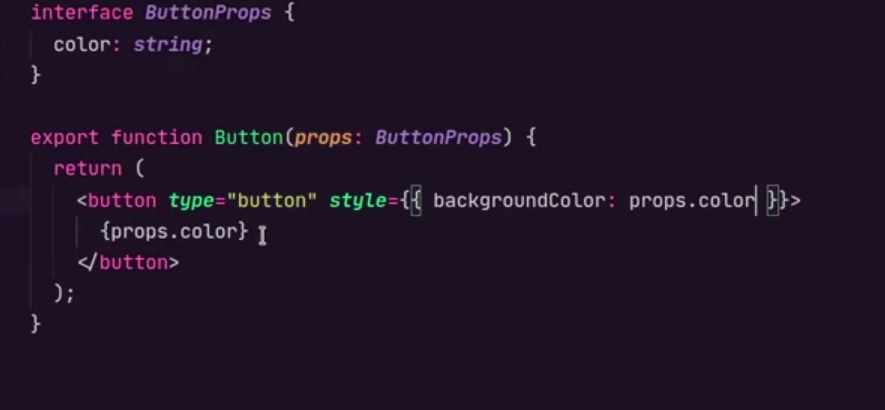 interface ButtonProps {
color: string;
}
export function Button(props: ButtonProps) {
return (
<button type="button" style={{ backgroundColor: props.color }}>
{props.color}
</button>
);
}